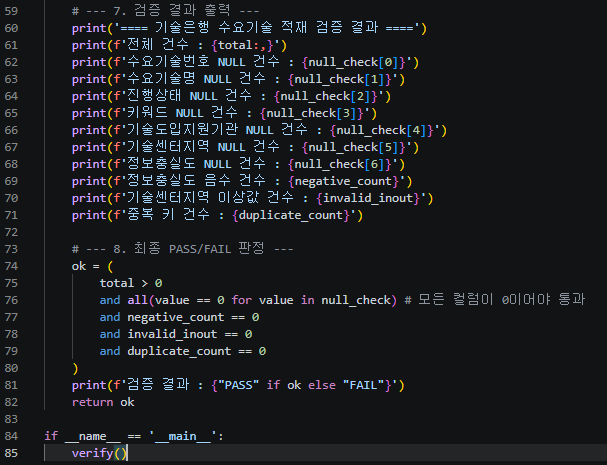 59 # --- 7. 검증 결과 출력 ---
60 print('==== 기술은행 수요기술 적재 검증 결과 ====')
61 print(f'전체 건수 : {total:,}')
62 print(f'수요기술번호 NULL 건수 : {null_check[0]}')
63 print(f'수요기술명 NULL 건수 : {null_check[1]}')
64 print(f'진행상태 NULL 건수 : {null_check[2]}')
65 print(f'키워드 NULL 건수 : {null_check[3]}')
66 print(f'기술도입지원기관 NULL 건수 : {null_check[4]}')
67 print(f'기술센터지역 NULL 건수 : {null_check[5]}')
68 print(f'정보충실도 NULL 건수 : {null_check[6]}')
69 print(f'정보충실도 음수 건수 : {negative_count}')
70 print(f'기술센터지역 이상값 건수 : {invalid_inout}')
71 print(f'중복 키 건수 : {duplicate_count}')
72
73 # --- 8. 최종 PASS/FAIL 판정 ---
74 ok = (
75 total > 0
76 and all(value == 0 for value in null_check) # 모든 컬럼이 0이어야 통과
77 and negative_count == 0
78 and invalid_inout == 0
79 and duplicate_count == 0
80 )
81 print(f'검증 결과 : {"PASS" if ok else "FAIL"}')
82 return ok
83
84 if __name__ == '__main__':
85 verify()